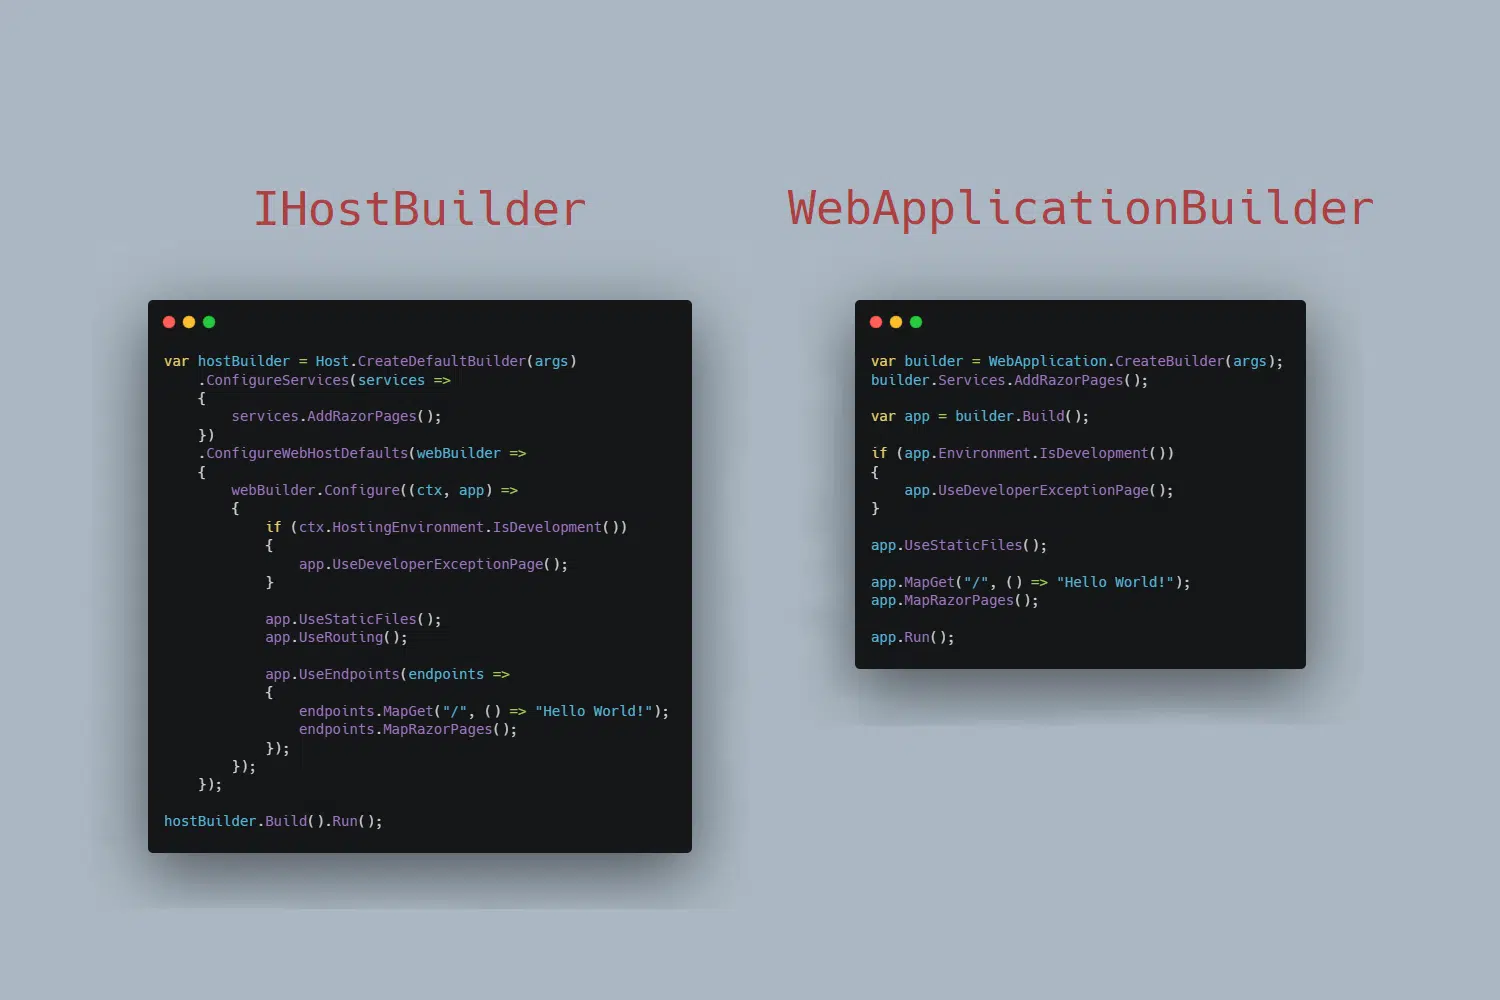 IHostBuilder
var hostBuilder = Host.CreateDefaultBuilder(args)
    .ConfigureServices(services =>
    {
        services.AddRazorPages();
    })
    .ConfigureWebHostDefaults(webBuilder =>
    {
        webBuilder.Configure((ctx, app) =>
        {
            if (ctx.HostingEnvironment.IsDevelopment())
            {
                app.UseDeveloperExceptionPage();
            }

            app.UseStaticFiles();
            app.UseRouting();

            app.UseEndpoints(endpoints =>
            {
                endpoints.MapGet("/", () => "Hello World!");
                endpoints.MapRazorPages();
            });
        });
    });

hostBuilder.Build().Run();
WebApplicationBuilder
var builder = WebApplication.CreateBuilder(args);
builder.Services.AddRazorPages();

var app = builder.Build();

if (app.Environment.IsDevelopment())
{
    app.UseDeveloperExceptionPage();
}

app.UseStaticFiles();

app.MapGet("/", () => "Hello World!");
app.MapRazorPages();

app.Run();